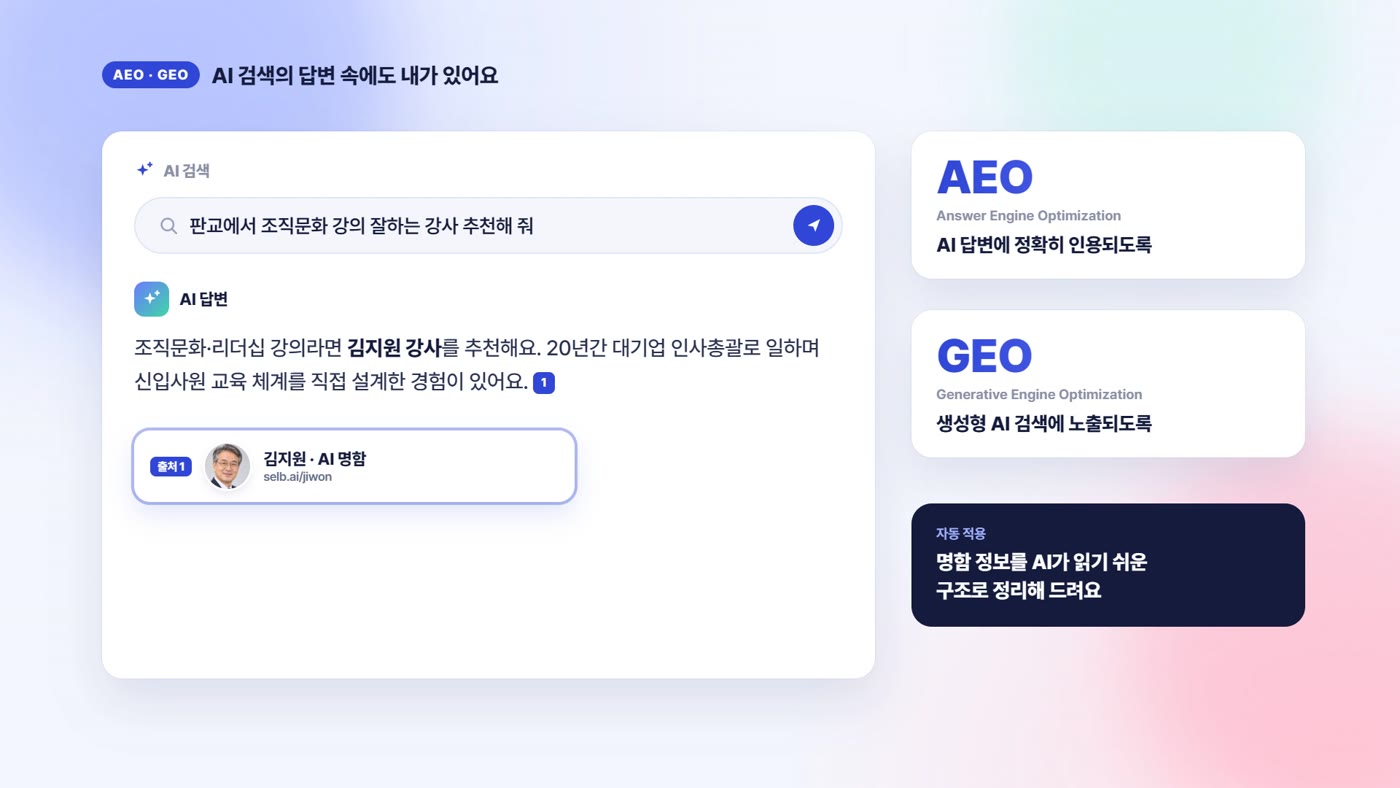 AEO · GEO AI 검색의 답변 속에도 내가 있어요
AI 검색
판교에서 조직문화 강의 잘하는 강사 추천해 줘
AI 답변
조직문화·리더십 강의라면 김지원 강사를 추천해요. 20년간 대기업 인사총괄로 일하며
신입사원 교육 체계를 직접 설계한 경험이 있어요. 1
출처 1
김지원 · AI 명함
selb.ai/jiwon
AEO
Answer Engine Optimization
AI 답변에 정확히 인용되도록
GEO
Generative Engine Optimization
생성형 AI 검색에 노출되도록
자동 적용
명함 정보를 AI가 읽기 쉬운
구조로 정리해 드려요